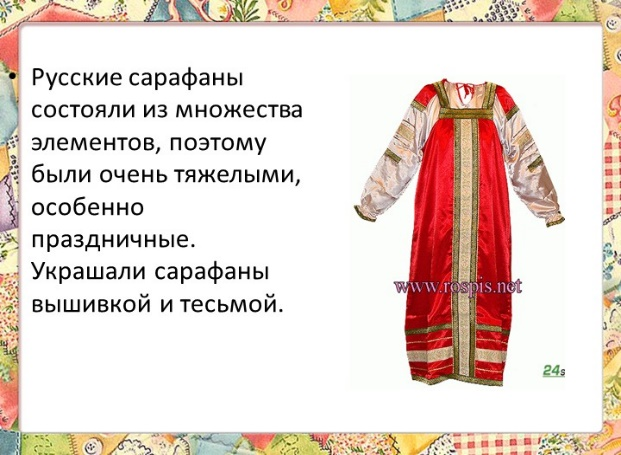 Русские сарафаны
состояли из множества
элементов, поэтому
были очень тяжелыми,
особенно
праздничные.
Украшали сарафаны
вышивкой и тесьмой.
www.rospis.net
24s